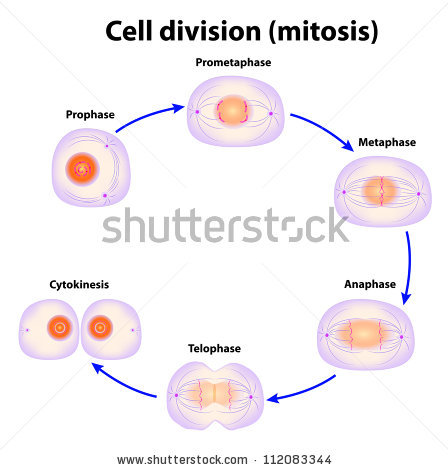 Cell division (mitosis)
Prometaphase
Prophase
Metaphase
shutterstock
Cytokinesis
Anaphase
Telophase
www.shutterstock.com · 112083344